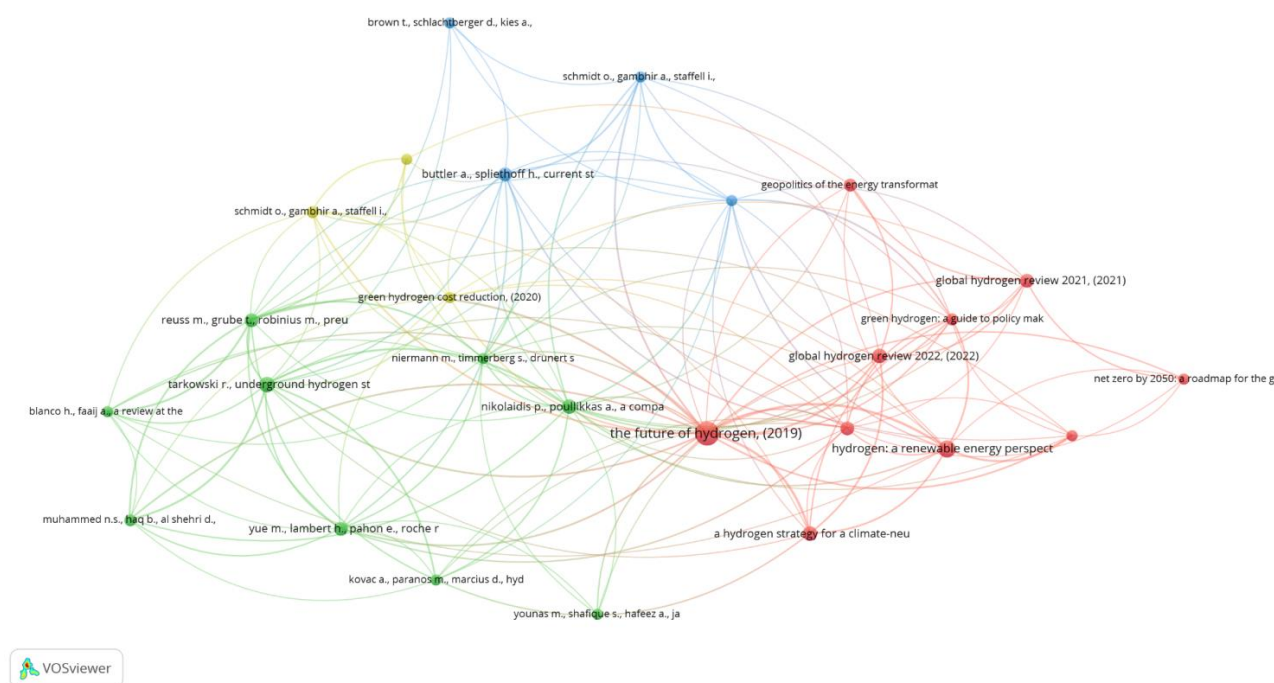 brown t., schlachtberger d., kies a.,
schmidt o., gambhir a., staffell i.,
buttler a., spliethoff h., current st
geopolitics of the energy transformat
schmidt o., gambhir a., staffell i.,
global hydrogen review 2021, (2021)
green hydrogen cost reduction, (2020)
reuss m., grube t., robinius m., preu
green hydrogen: a guide to policy mak
niermann m., timmerberg s., drunert s
global hydrogen review 2022, (2022)
tarkowski r., underground hydrogen st
net zero by 2050: a roadmap for the g
blanco h., faaij a., a review at the
nikolaidis p., poullikkas a., a compa
the future of hydrogen, (2019)
hydrogen: a renewable energy perspect
muhammed n.s., haq b., al shehri d.,
yue m., lambert h., pahon e., roche r
a hydrogen strategy for a climate-neu
kovac a., paranos m., marcius d., hyd
younas m., shafique s., hafeez a., ja
VOSviewer